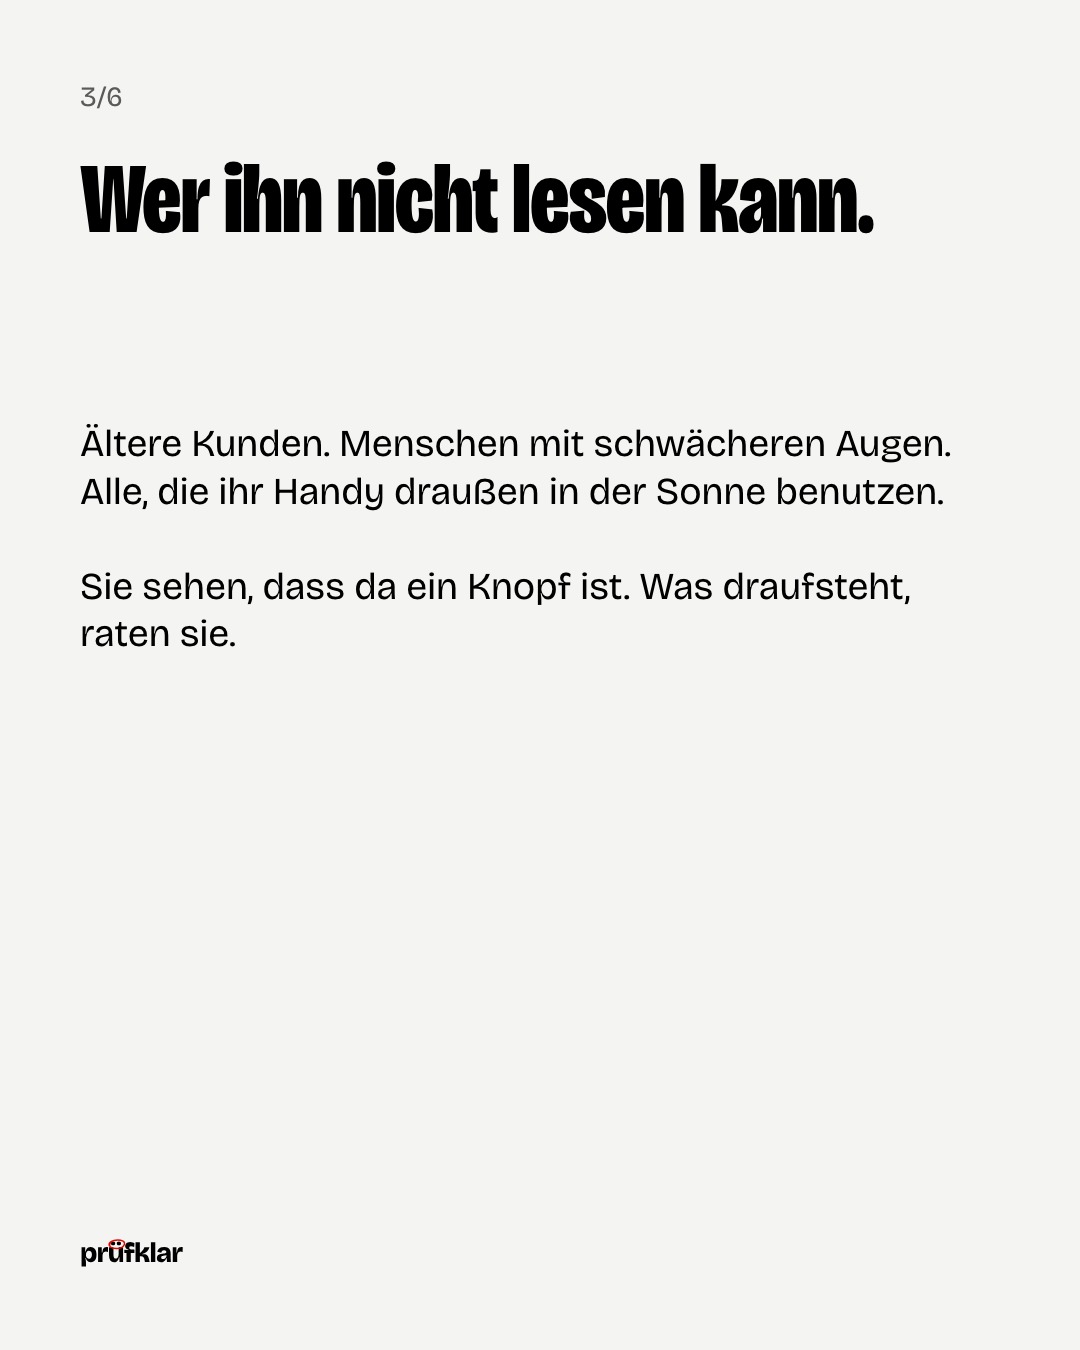 3/6
Wer ihn nicht lesen kann.
Ältere Kunden. Menschen mit schwächeren Augen.
Alle, die ihr Handy draußen in der Sonne benutzen.
Sie sehen, dass da ein Knopf ist. Was draufsteht,
raten sie.
prüfklar